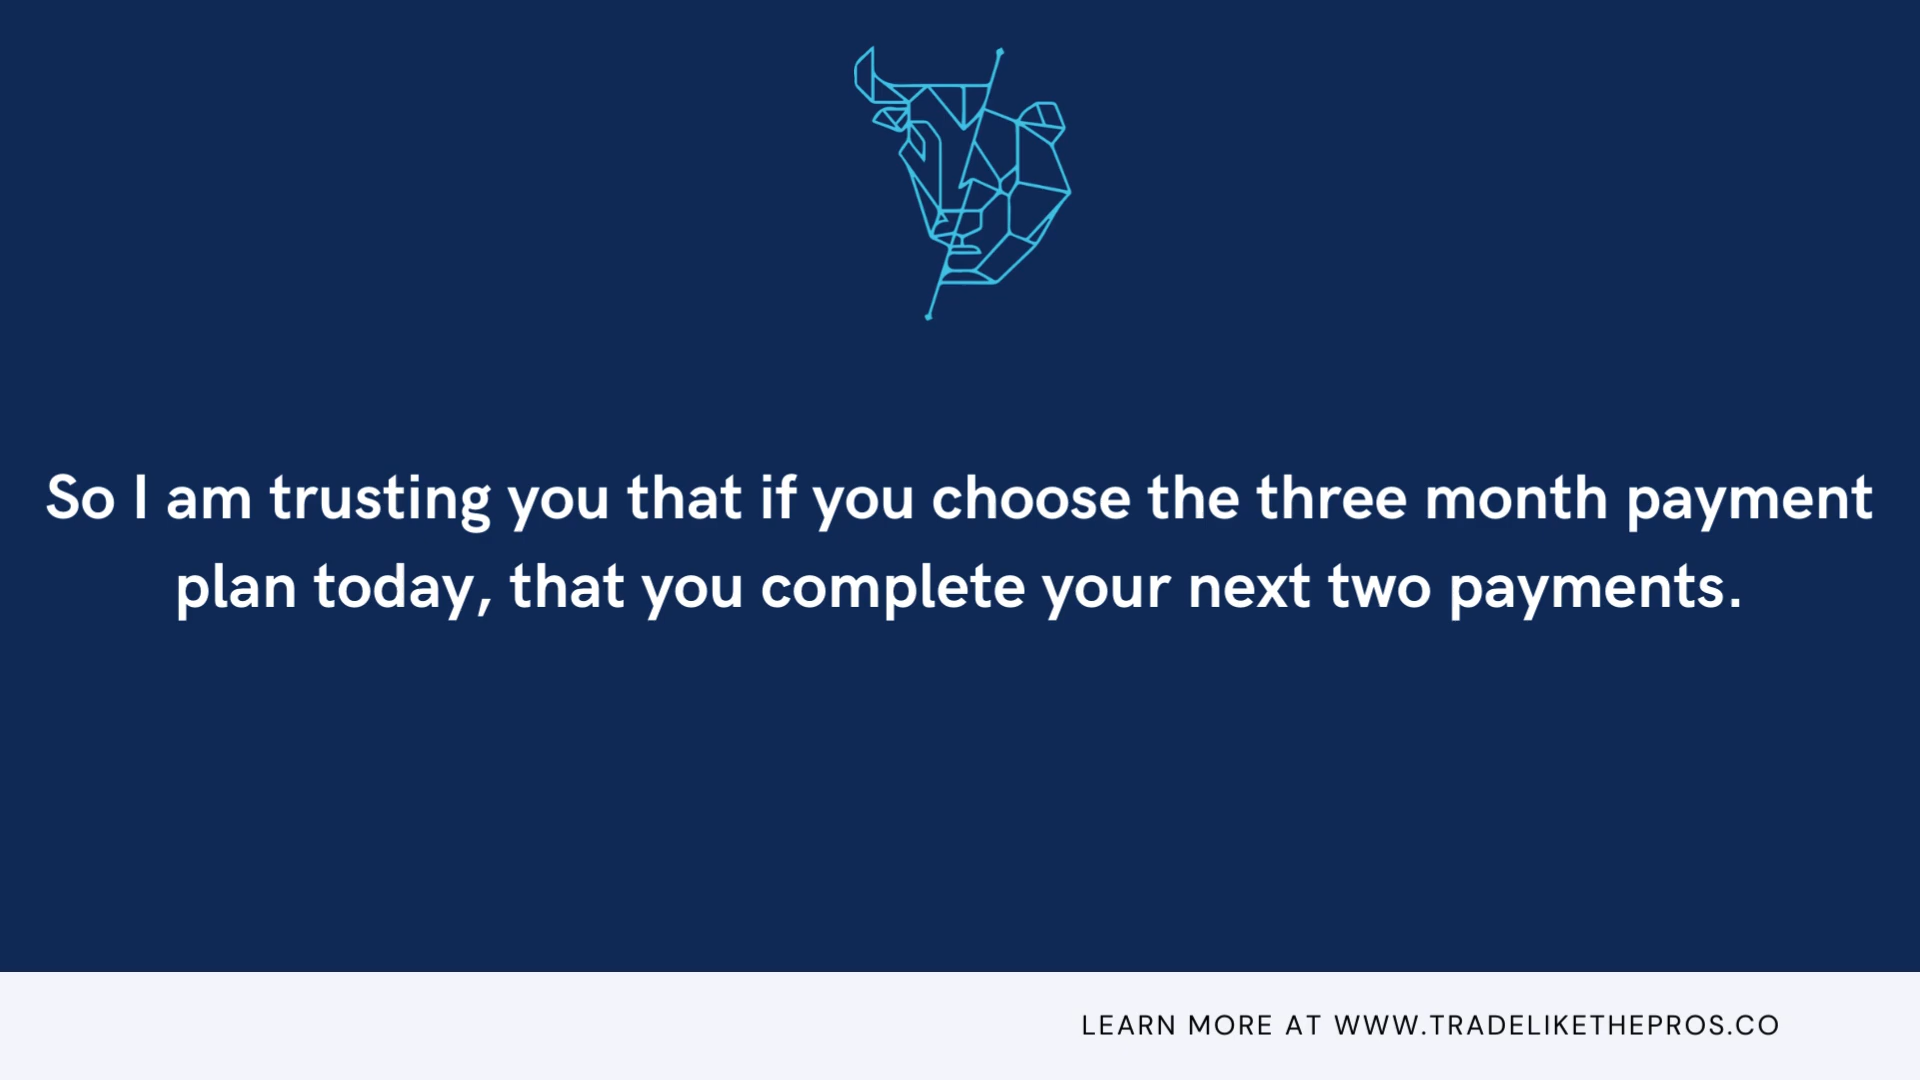 So I am trusting you that if you choose the three month payment
plan today, that you complete your next two payments.
LEARN MORE AT WWW.TRADELIKETHEPROS.CO